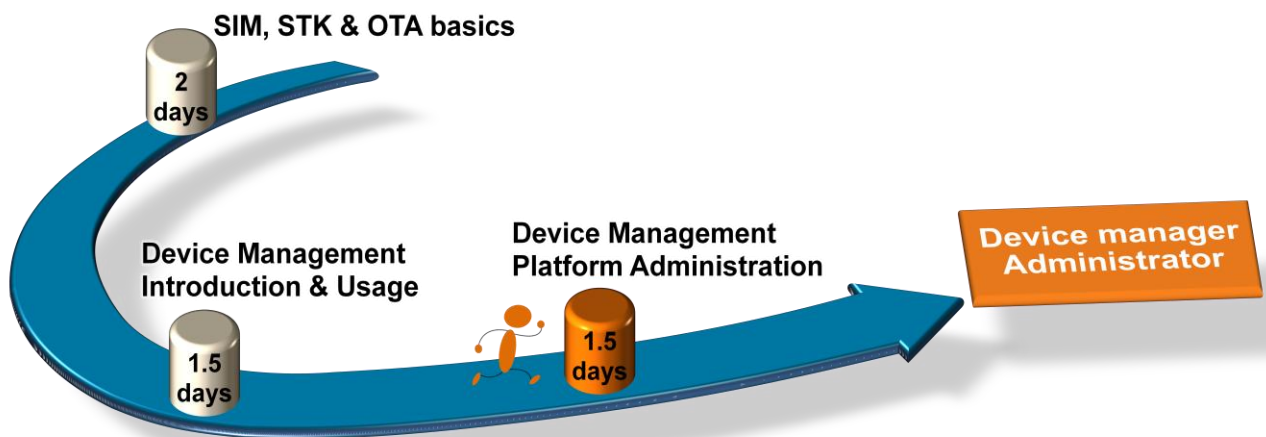 SIM, STK & OTA basics
2
days
Device Management
Introduction & Usage
1.5
days
Device Management
Platform Administration
1.5
days
Device manager
Administrator